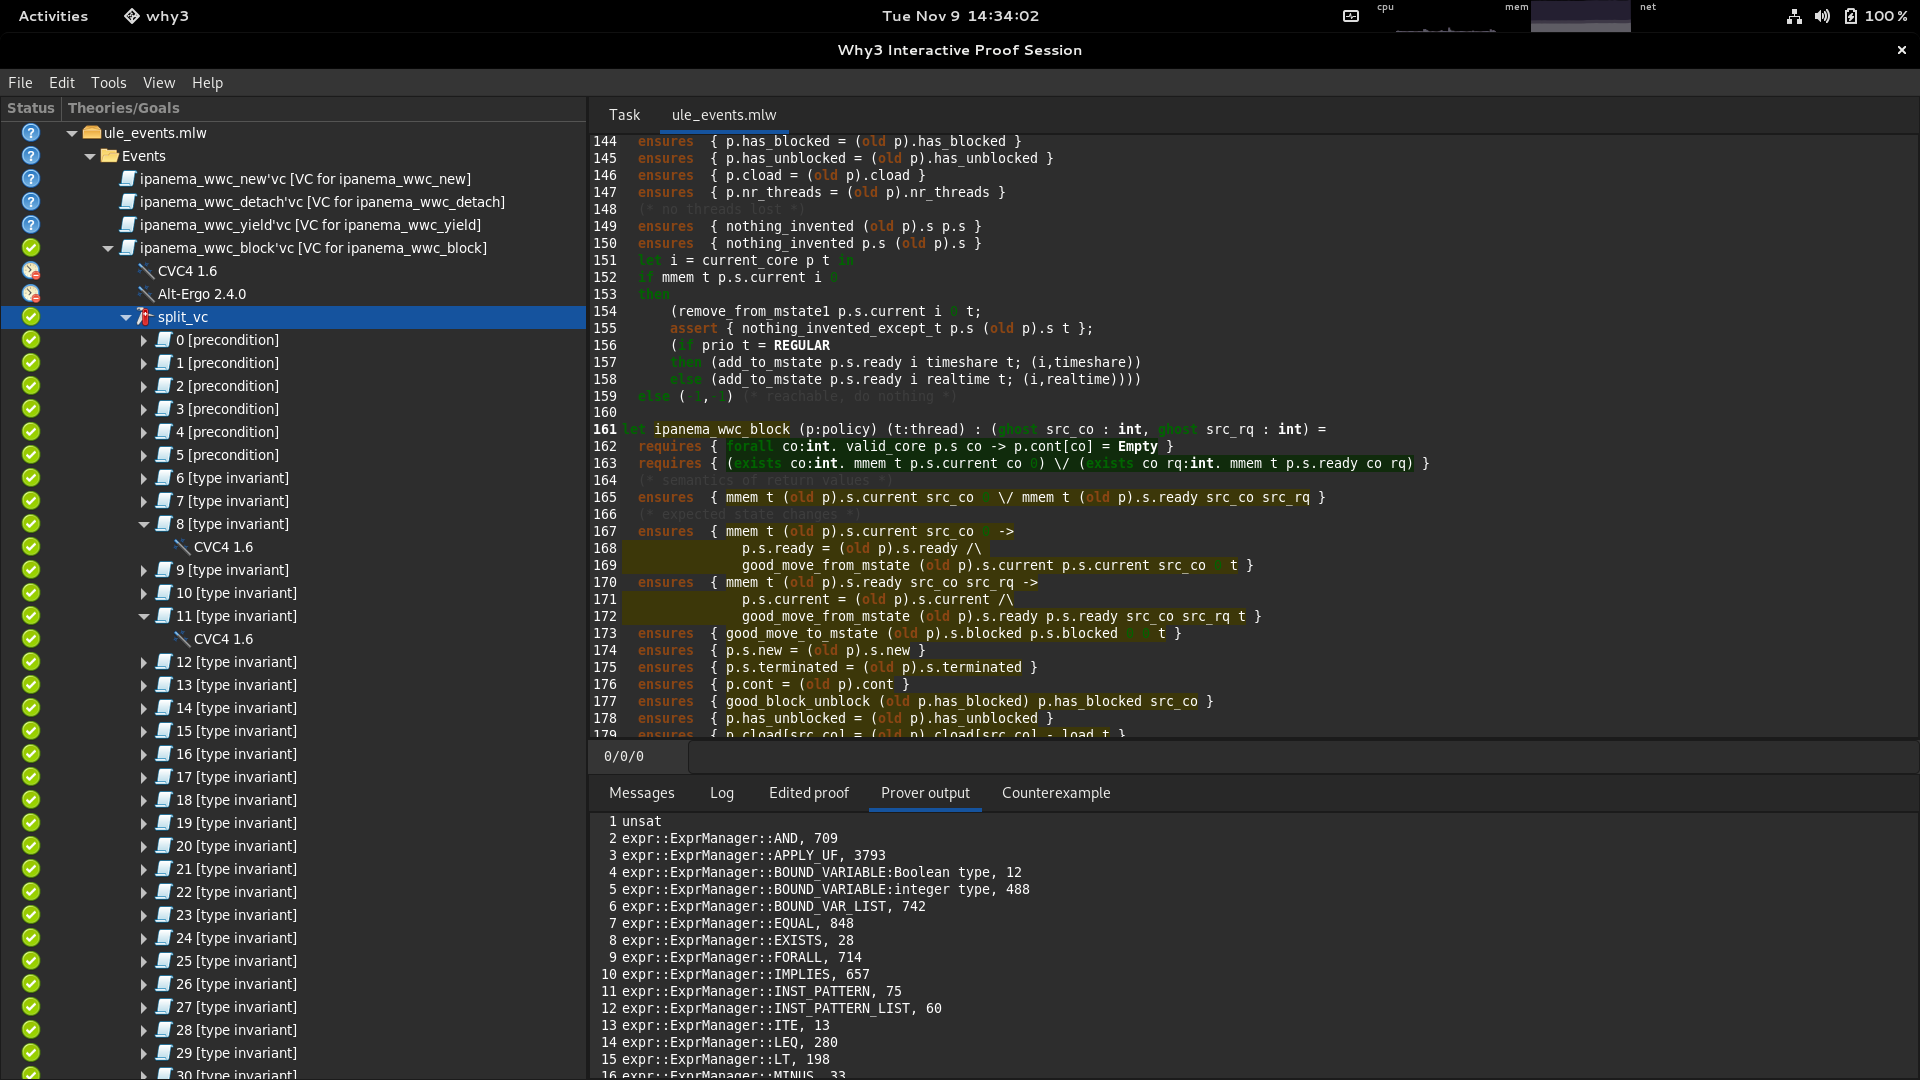 Activities why3 Tue Nov 9 14:34:02 cpu mem net 100 %
Why3 Interactive Proof Session
File Edit Tools View Help
Status Theories/Goals
ule_events.mlw
Events
ipanema_wwc_new'vc [VC for ipanema_wwc_new]
ipanema_wwc_detach'vc [VC for ipanema_wwc_detach]
ipanema_wwc_yield'vc [VC for ipanema_wwc_yield]
ipanema_wwc_block'vc [VC for ipanema_wwc_block]
CVC4 1.6
Alt-Ergo 2.4.0
split_vc
0 [precondition]
1 [precondition]
2 [precondition]
3 [precondition]
4 [precondition]
5 [precondition]
6 [type invariant]
7 [type invariant]
8 [type invariant]
CVC4 1.6
9 [type invariant]
10 [type invariant]
11 [type invariant]
CVC4 1.6
12 [type invariant]
13 [type invariant]
14 [type invariant]
15 [type invariant]
16 [type invariant]
17 [type invariant]
18 [type invariant]
19 [type invariant]
20 [type invariant]
21 [type invariant]
22 [type invariant]
23 [type invariant]
24 [type invariant]
25 [type invariant]
26 [type invariant]
27 [type invariant]
28 [type invariant]
29 [type invariant]
30 [type invariant]
Task ule_events.mlw
144 ensures { p.has_blocked = (old p).has_blocked }
145 ensures { p.has_unblocked = (old p).has_unblocked }
146 ensures { p.cload = (old p).cload }
147 ensures { p.nr_threads = (old p).nr_threads }
148 (* no threads lost *)
149 ensures { nothing_invented (old p).s p.s }
150 ensures { nothing_invented p.s (old p).s }
151 let i = current_core p t in
152 if mmem t p.s.current i 0
153 then
154 (remove_from_mstate1 p.s.current i 0 t;
155 assert { nothing_invented_except_t p.s (old p).s t };
156 (if prio t = REGULAR
157 then (add_to_mstate p.s.ready i timeshare t; (i,timeshare))
158 else (add_to_mstate p.s.ready i realtime t; (i,realtime))))
159 else (-1,-1) (* reachable, do nothing *)
160
161 let ipanema_wwc_block (p:policy) (t:thread) : (ghost src_co : int, ghost src_rq : int) =
162 requires { forall co:int. valid_core p.s co -> p.cont[co] = Empty }
163 requires { (exists co:int. mmem t p.s.current co 0) \/ (exists co rq:int. mmem t p.s.ready co rq) }
164 (* semantics of return values *)
165 ensures { mmem t (old p).s.current src_co 0 \/ mmem t (old p).s.ready src_co src_rq }
166 (* expected state changes *)
167 ensures { mmem t (old p).s.current src_co 0 ->
168 p.s.ready = (old p).s.ready /\
169 good_move_from_mstate (old p).s.current p.s.current src_co 0 t }
170 ensures { mmem t (old p).s.ready src_co src_rq ->
171 p.s.current = (old p).s.current /\
172 good_move_from_mstate (old p).s.ready p.s.ready src_co src_rq t }
173 ensures { good_move_to_mstate (old p).s.blocked p.s.blocked 0 0 t }
174 ensures { p.s.new = (old p).s.new }
175 ensures { p.s.terminated = (old p).s.terminated }
176 ensures { p.cont = (old p).cont }
177 ensures { good_block_unblock (old p.has_blocked) p.has_blocked src_co }
178 ensures { p.has_unblocked = (old p).has_unblocked }
179 ensures { p.cload[src_co] = (old p).cload[src_co] - load t }
0/0/0
Messages Log Edited proof Prover output Counterexample
1 unsat
2 expr::ExprManager::AND, 709
3 expr::ExprManager::APPLY_UF, 3793
4 expr::ExprManager::BOUND_VARIABLE:Boolean type, 12
5 expr::ExprManager::BOUND_VARIABLE:integer type, 488
6 expr::ExprManager::BOUND_VAR_LIST, 742
7 expr::ExprManager::EQUAL, 848
8 expr::ExprManager::EXISTS, 28
9 expr::ExprManager::FORALL, 714
10 expr::ExprManager::IMPLIES, 657
11 expr::ExprManager::INST_PATTERN, 75
12 expr::ExprManager::INST_PATTERN_LIST, 60
13 expr::ExprManager::ITE, 13
14 expr::ExprManager::LEQ, 280
15 expr::ExprManager::LT, 198
16 expr::ExprManager::MINUS, 33